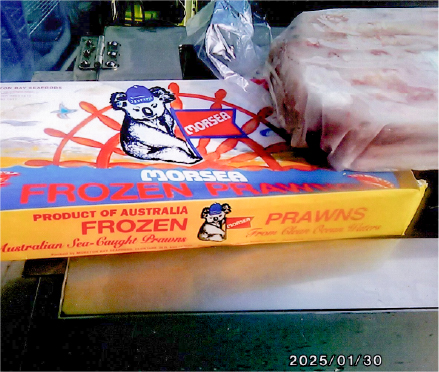 MORSEA
MORSEA
FROZEN PRAWNS
PRODUCT OF AUSTRALIA
FROZEN
Australian Sea-Caught Prawns
MORSEA
PRAWNS
From Clean Ocean Waters
2025/01/30